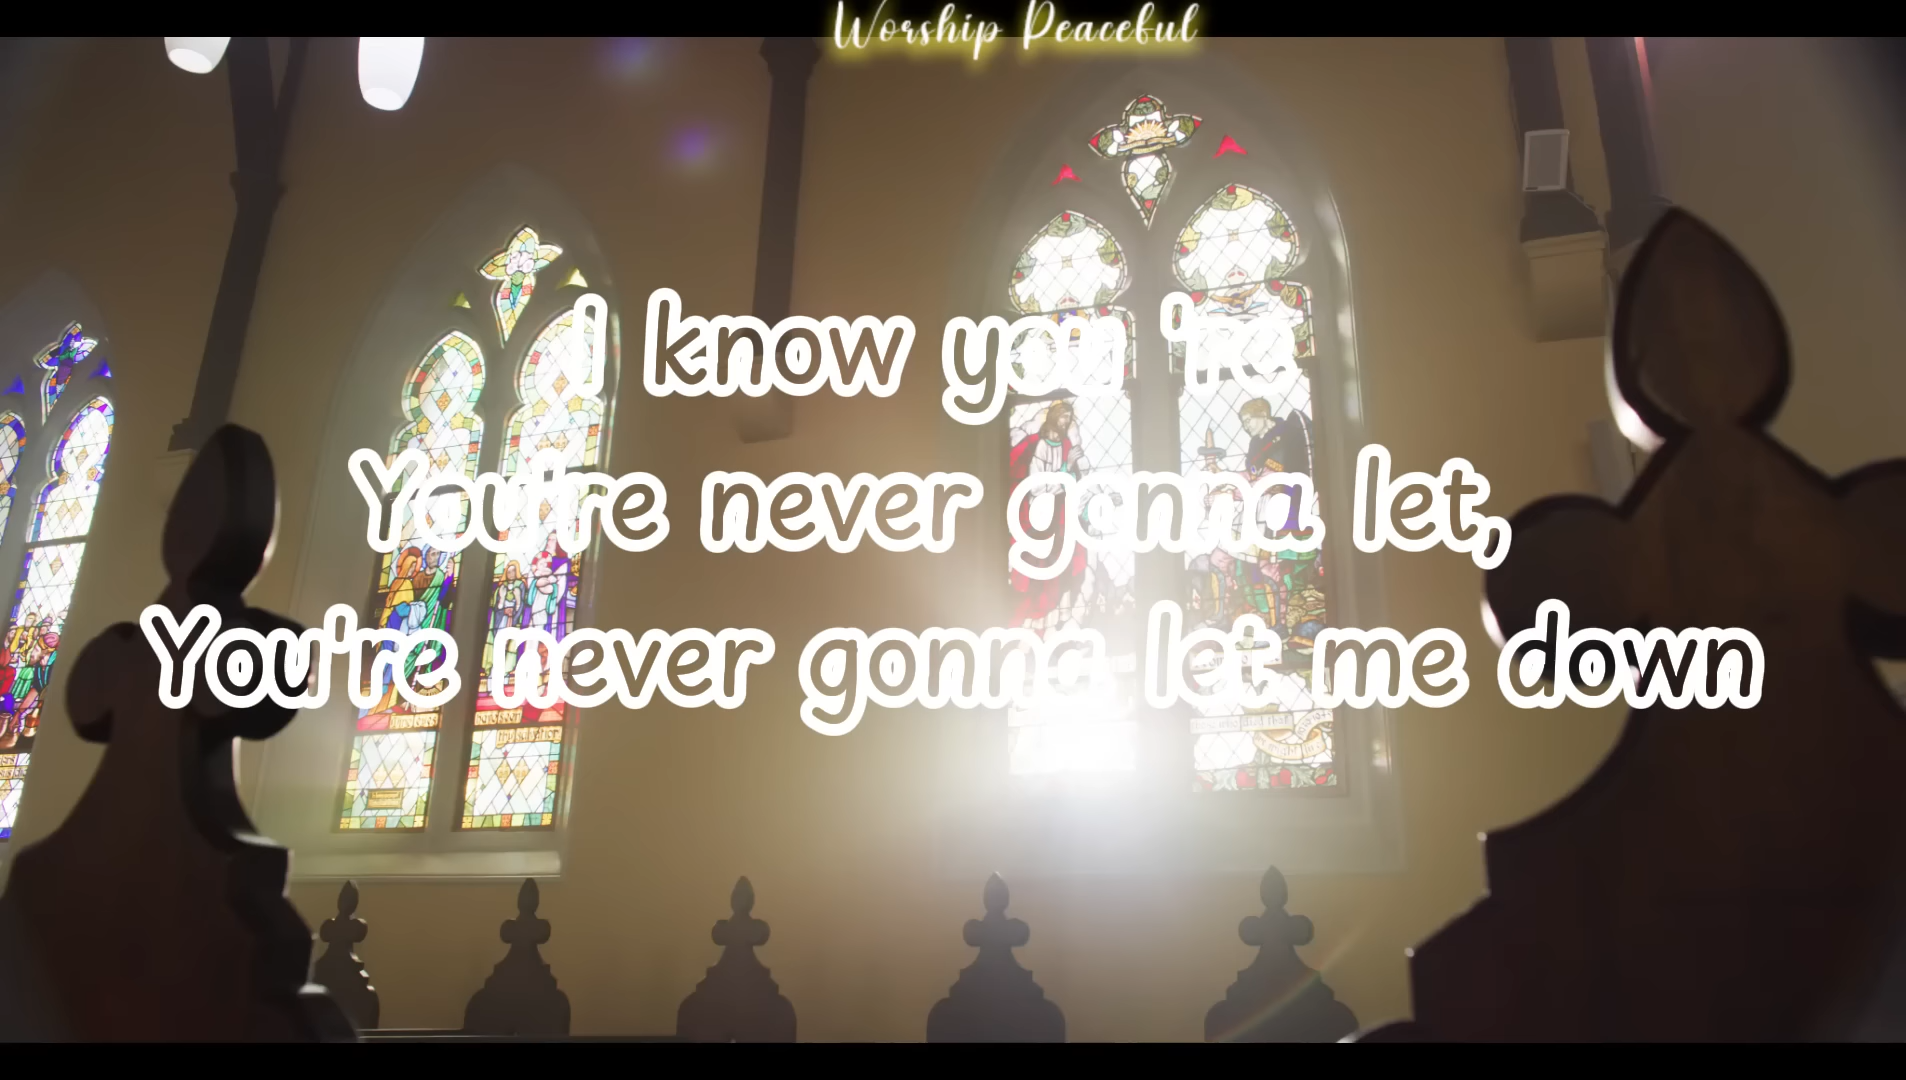 Worship Peaceful
I know you 're
You're never gonna let,
You're never gonna let me down